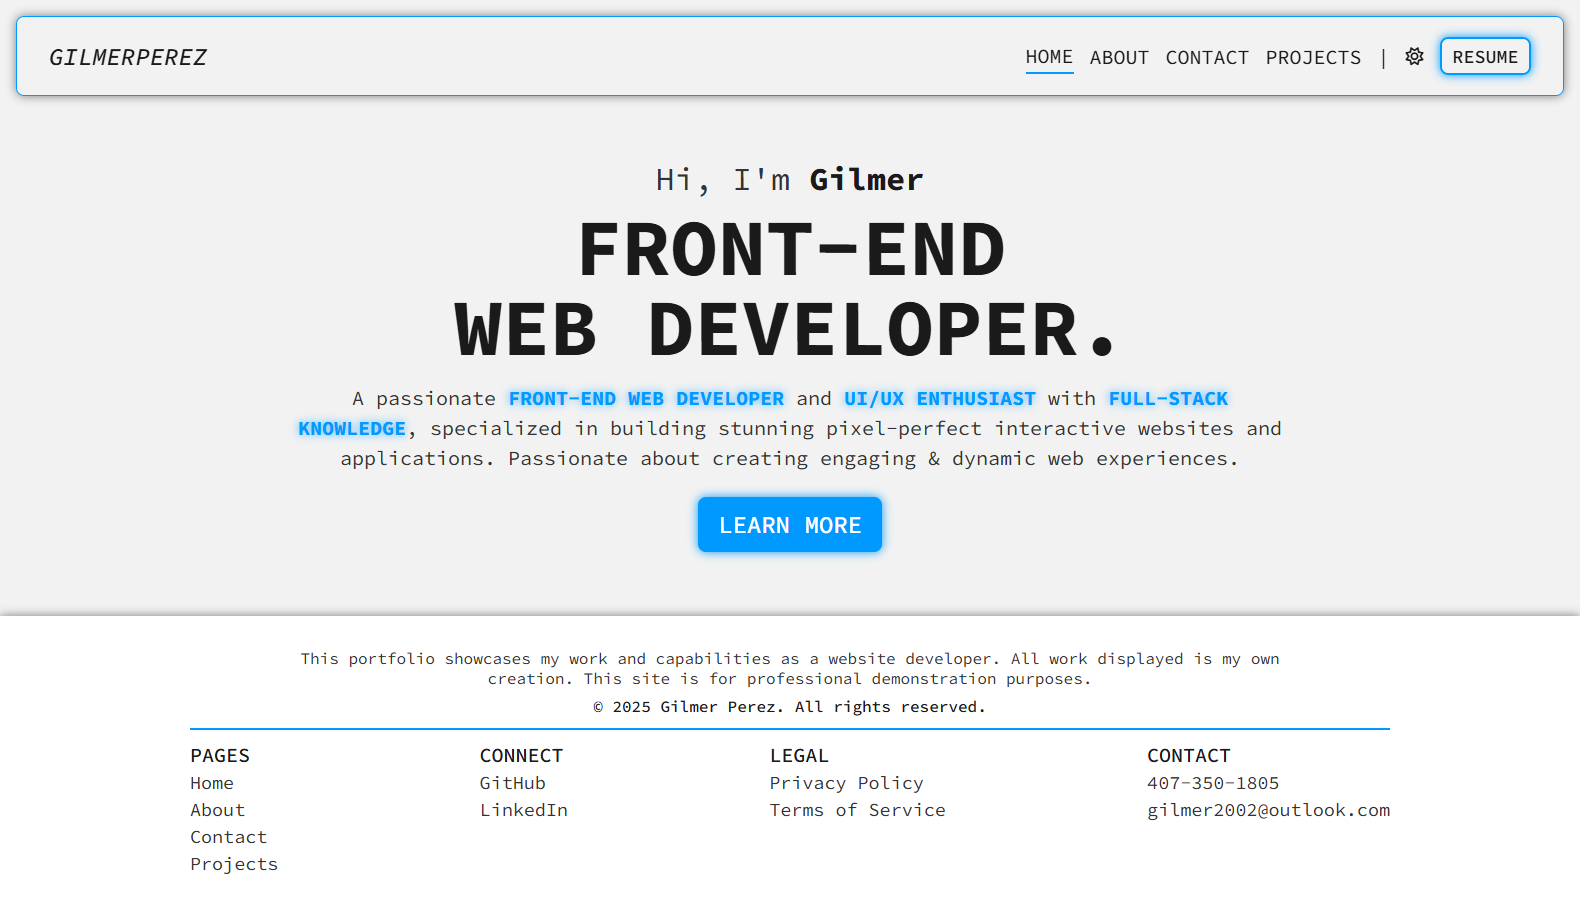 GILMERPEREZ
HOME ABOUT CONTACT PROJECTS | RESUME
Hi, I'm Gilmer
FRONT-END
WEB DEVELOPER.
A passionate FRONT-END WEB DEVELOPER and UI/UX ENTHUSIAST with FULL-STACK
KNOWLEDGE, specialized in building stunning pixel-perfect interactive websites and
applications. Passionate about creating engaging & dynamic web experiences.
LEARN MORE
This portfolio showcases my work and capabilities as a website developer. All work displayed is my own
creation. This site is for professional demonstration purposes.
© 2025 Gilmer Perez. All rights reserved.
PAGES
Home
About
Contact
Projects
CONNECT
GitHub
LinkedIn
LEGAL
Privacy Policy
Terms of Service
CONTACT
407-350-1805
gilmer2002@outlook.com